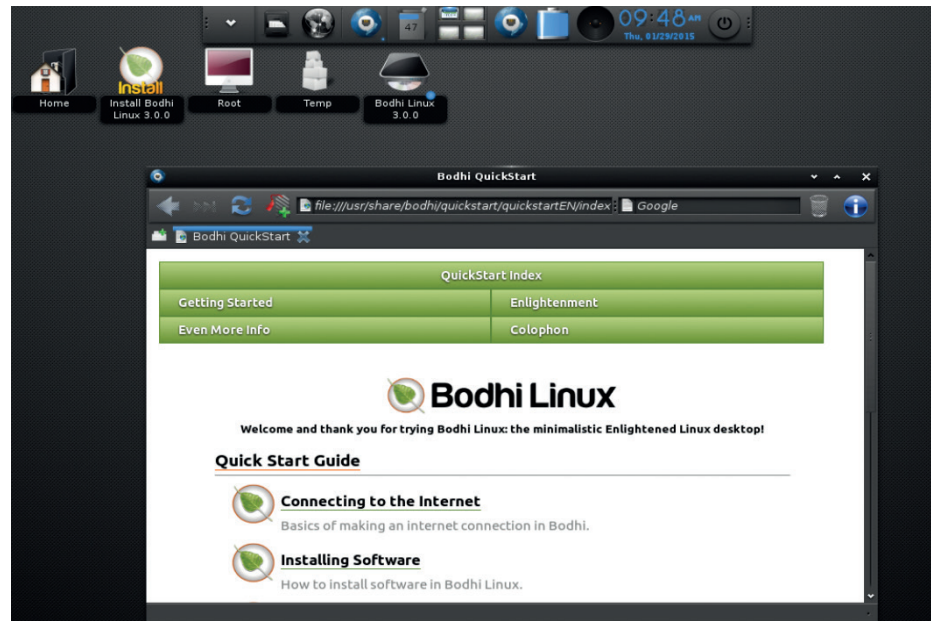 47
09:48 AM
Thu, 01/29/2015
Home
Install
Install Bodhi
Linux 3.0.0
Root
Temp
Bodhi Linux
3.0.0
Bodhi QuickStart
file:///usr/share/bodhi/quickstart/quickstartEN/index
Google
Bodhi QuickStart
QuickStart Index
Getting Started
Enlightenment
Even More Info
Colophon
Bodhi Linux
Welcome and thank you for trying Bodhi Linux: the minimalistic Enlightened Linux desktop!
Quick Start Guide
Connecting to the Internet
Basics of making an internet connection in Bodhi.
Installing Software
How to install software in Bodhi Linux.